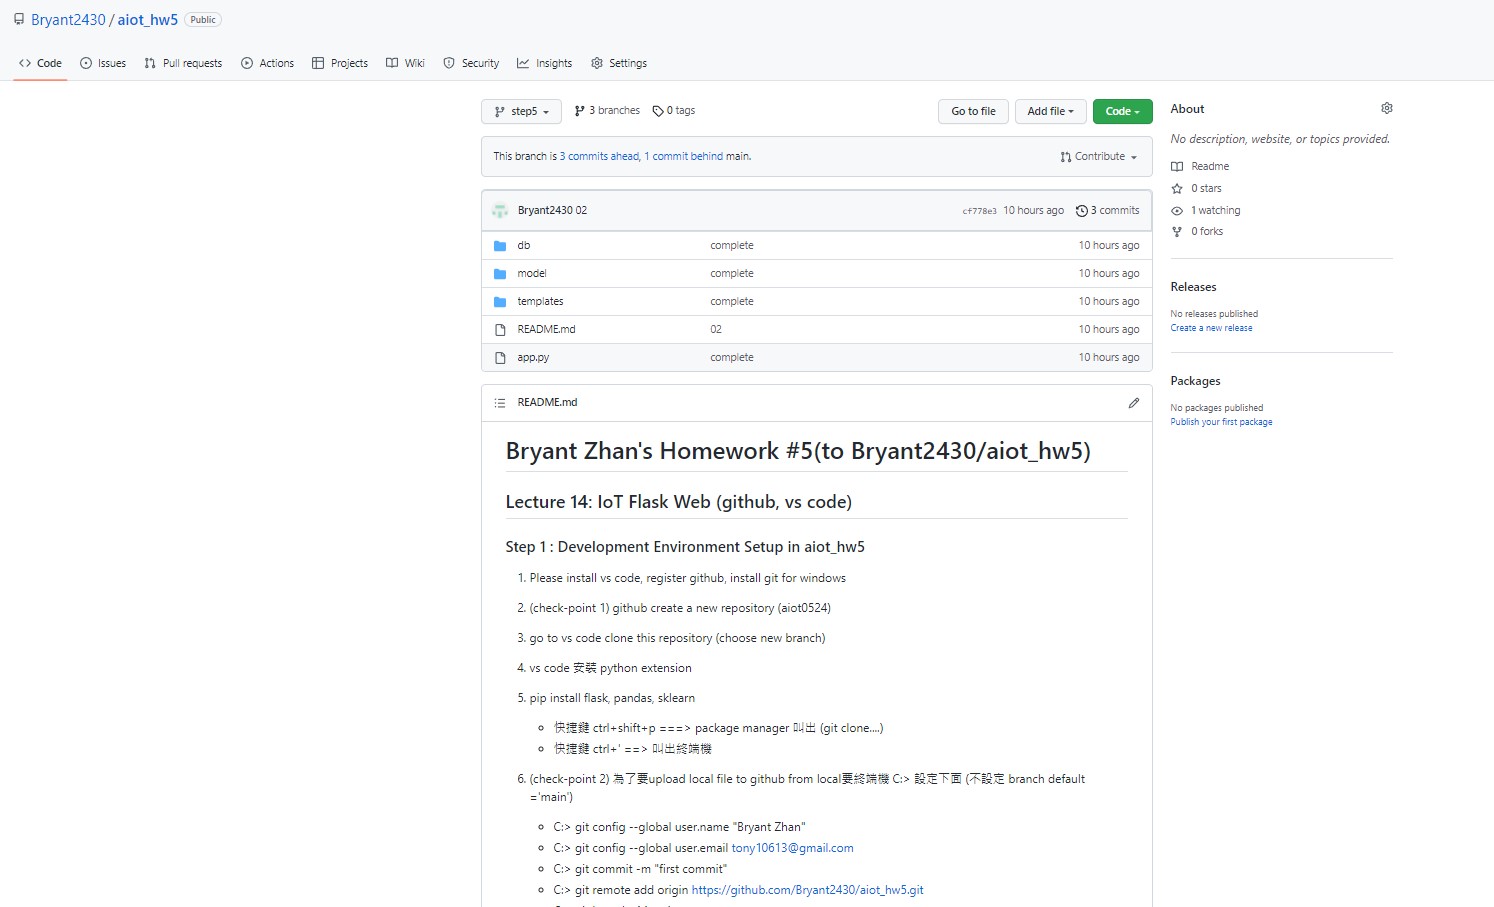 Bryant2430 / aiot_hw5 Public
Code Issues Pull requests Actions Projects Wiki Security Insights Settings
step5 3 branches 0 tags Go to file Add file Code
This branch is 3 commits ahead, 1 commit behind main. Contribute
Bryant2430 02 cf778e3 10 hours ago 3 commits
db complete 10 hours ago
model complete 10 hours ago
templates complete 10 hours ago
README.md 02 10 hours ago
app.py complete 10 hours ago
README.md
Bryant Zhan's Homework #5(to Bryant2430/aiot_hw5)
Lecture 14: IoT Flask Web (github, vs code)
Step 1 : Development Environment Setup in aiot_hw5
1. Please install vs code, register github, install git for windows
2. (check-point 1) github create a new repository (aiot0524)
3. go to vs code clone this repository (choose new branch)
4. vs code 安裝 python extension
5. pip install flask, pandas, sklearn
快捷鍵 ctrl+shift+p ===> package manager 叫出 (git clone....)
快捷鍵 ctrl+' ==> 叫出終端機
6. (check-point 2) 為了要upload local file to github from local要終端機 C:> 設定下面 (不設定 branch default
='main')
C:> git config --global user.name "Bryant Zhan"
C:> git config --global user.email tony10613@gmail.com
C:> git commit -m "first commit"
C:> git remote add origin https://github.com/Bryant2430/aiot_hw5.git
About
No description, website, or topics provided.
Readme
0 stars
1 watching
0 forks
Releases
No releases published
Create a new release
Packages
No packages published
Publish your first package